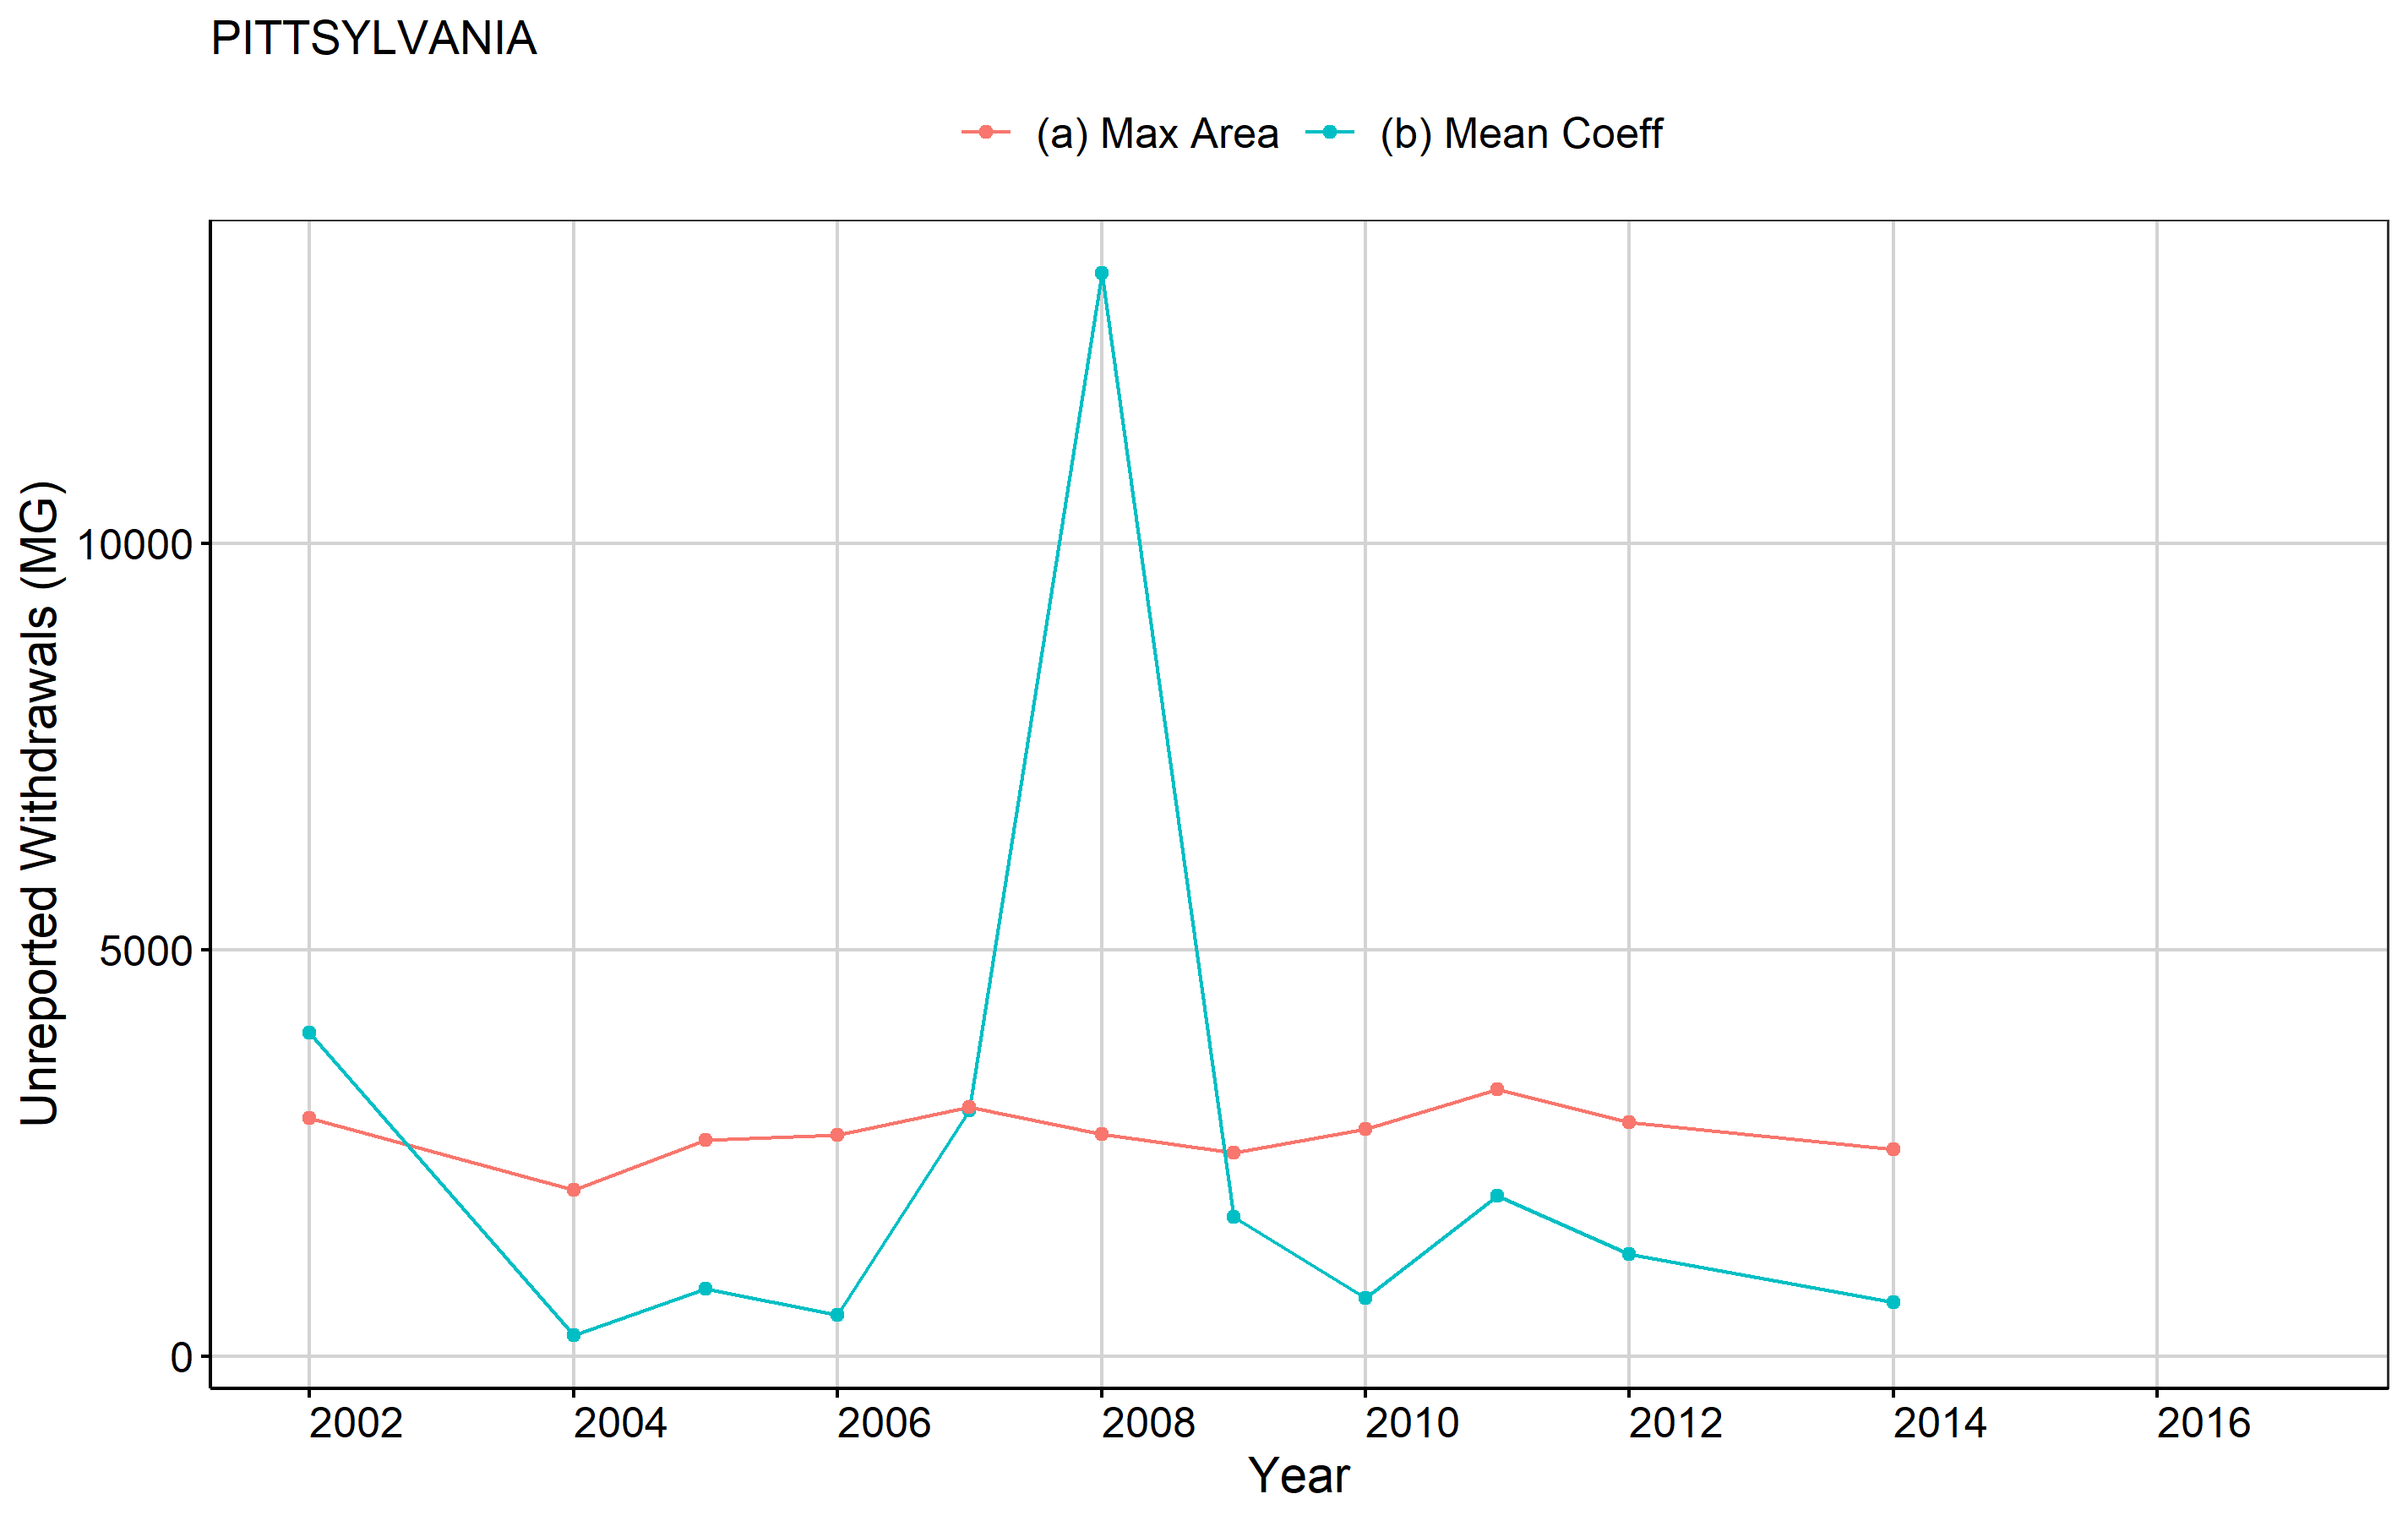 PITTSYLVANIA
(a) Max Area (b) Mean Coeff
Unreported Withdrawals (MG)
10000
5000
0
2002 2004 2006 2008 2010 2012 2014 2016
Year